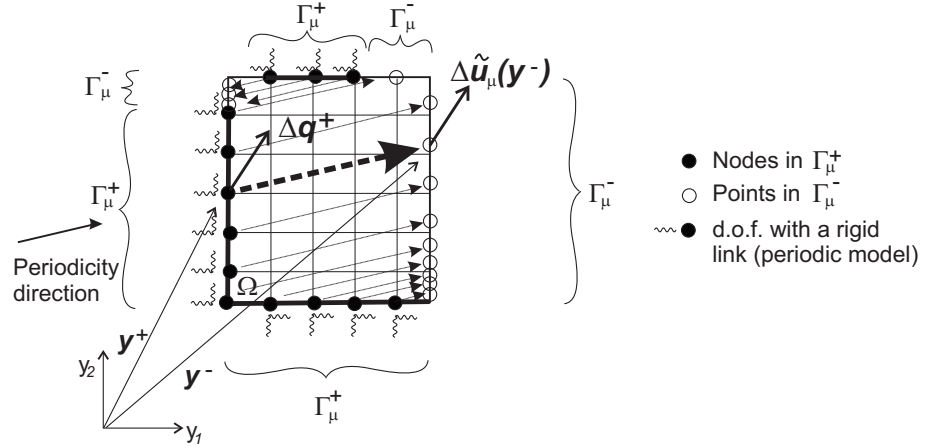 Γμ⁺
Γμ⁻
Γμ⁻
Δũμ(y⁻)
Δq⁺
Γμ⁺
Γμ⁻
Nodes in Γμ⁺
Points in Γμ⁻
d.o.f. with a rigid
link (periodic model)
Periodicity
direction
Ω
y⁺
y⁻
y₂
y₁
Γμ⁺